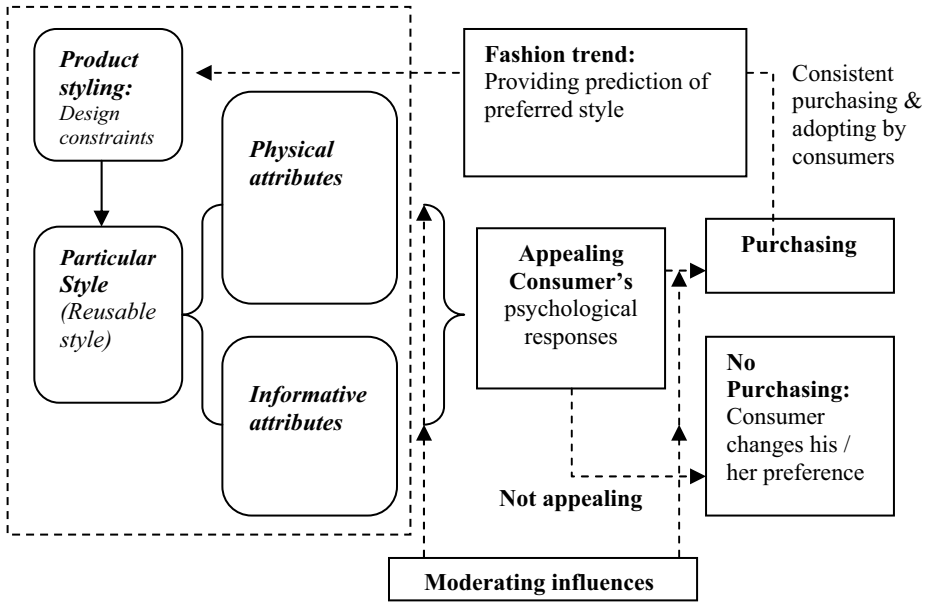 Product
styling:
Design
constraints
Particular
Style
(Reusable
style)
Physical
attributes
Informative
attributes
Fashion trend:
Providing prediction of
preferred style
Consistent
purchasing &
adopting by
consumers
Appealing
Consumer’s
psychological
responses
Purchasing
No
Purchasing:
Consumer
changes his /
her preference
Not appealing
Moderating influences